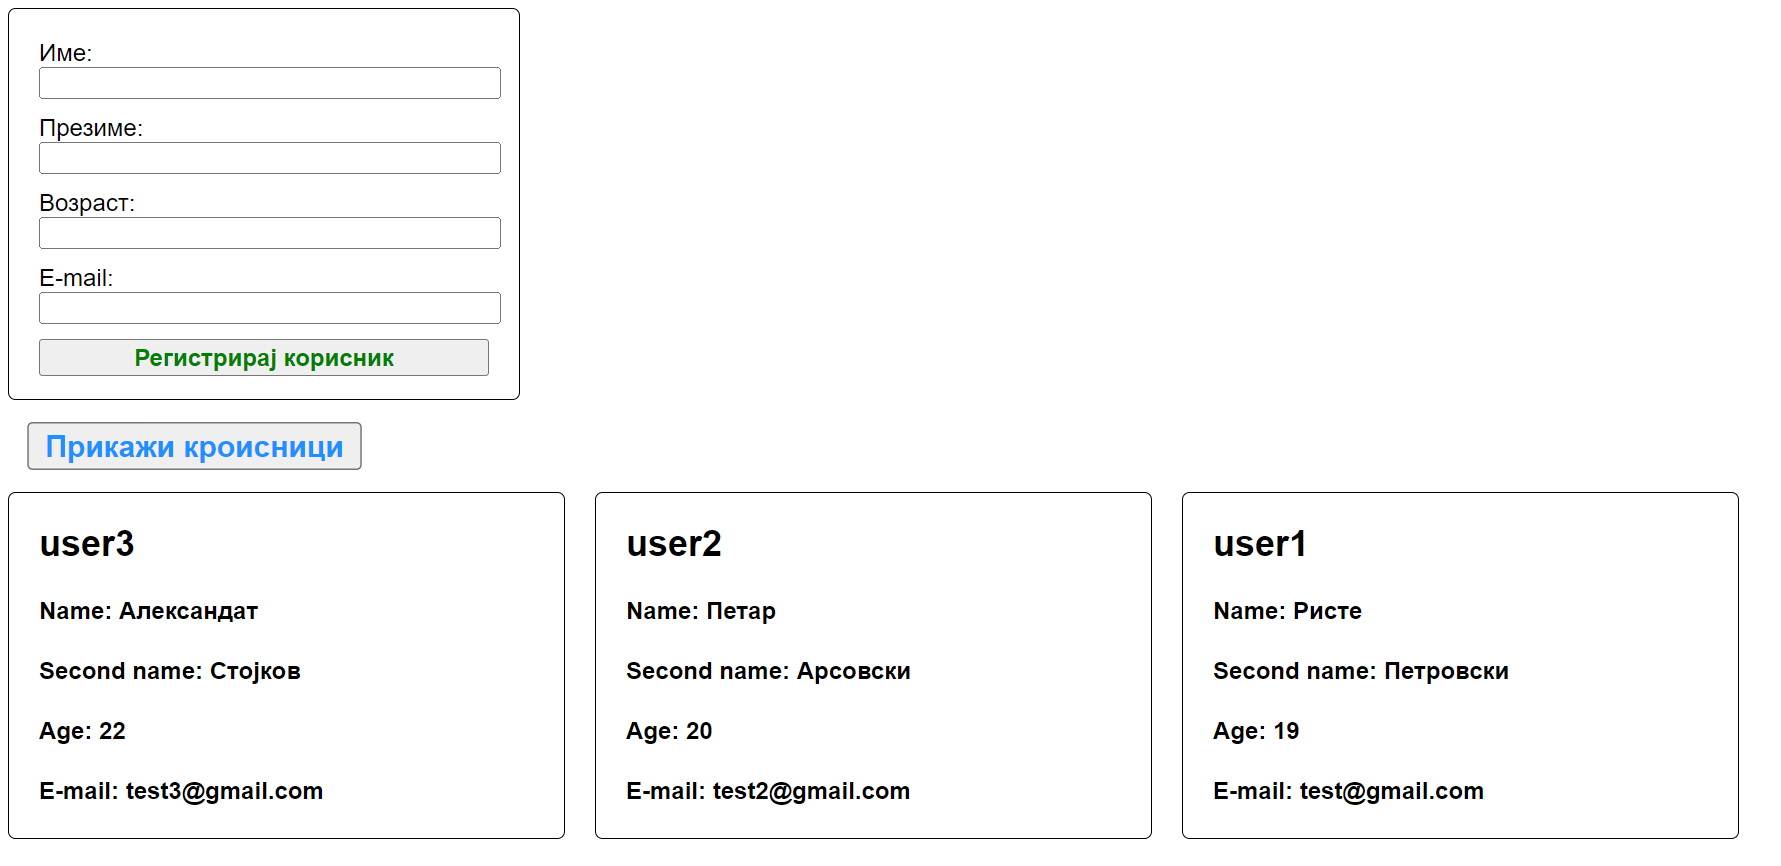 Име:
Презиме:
Возраст:
E-mail:
Регистрирај корисник
Прикажи кроисници
user3
Name: Александат
Second name: Стојков
Age: 22
E-mail: test3@gmail.com
user2
Name: Петар
Second name: Арсовски
Age: 20
E-mail: test2@gmail.com
user1
Name: Ристе
Second name: Петровски
Age: 19
E-mail: test@gmail.com